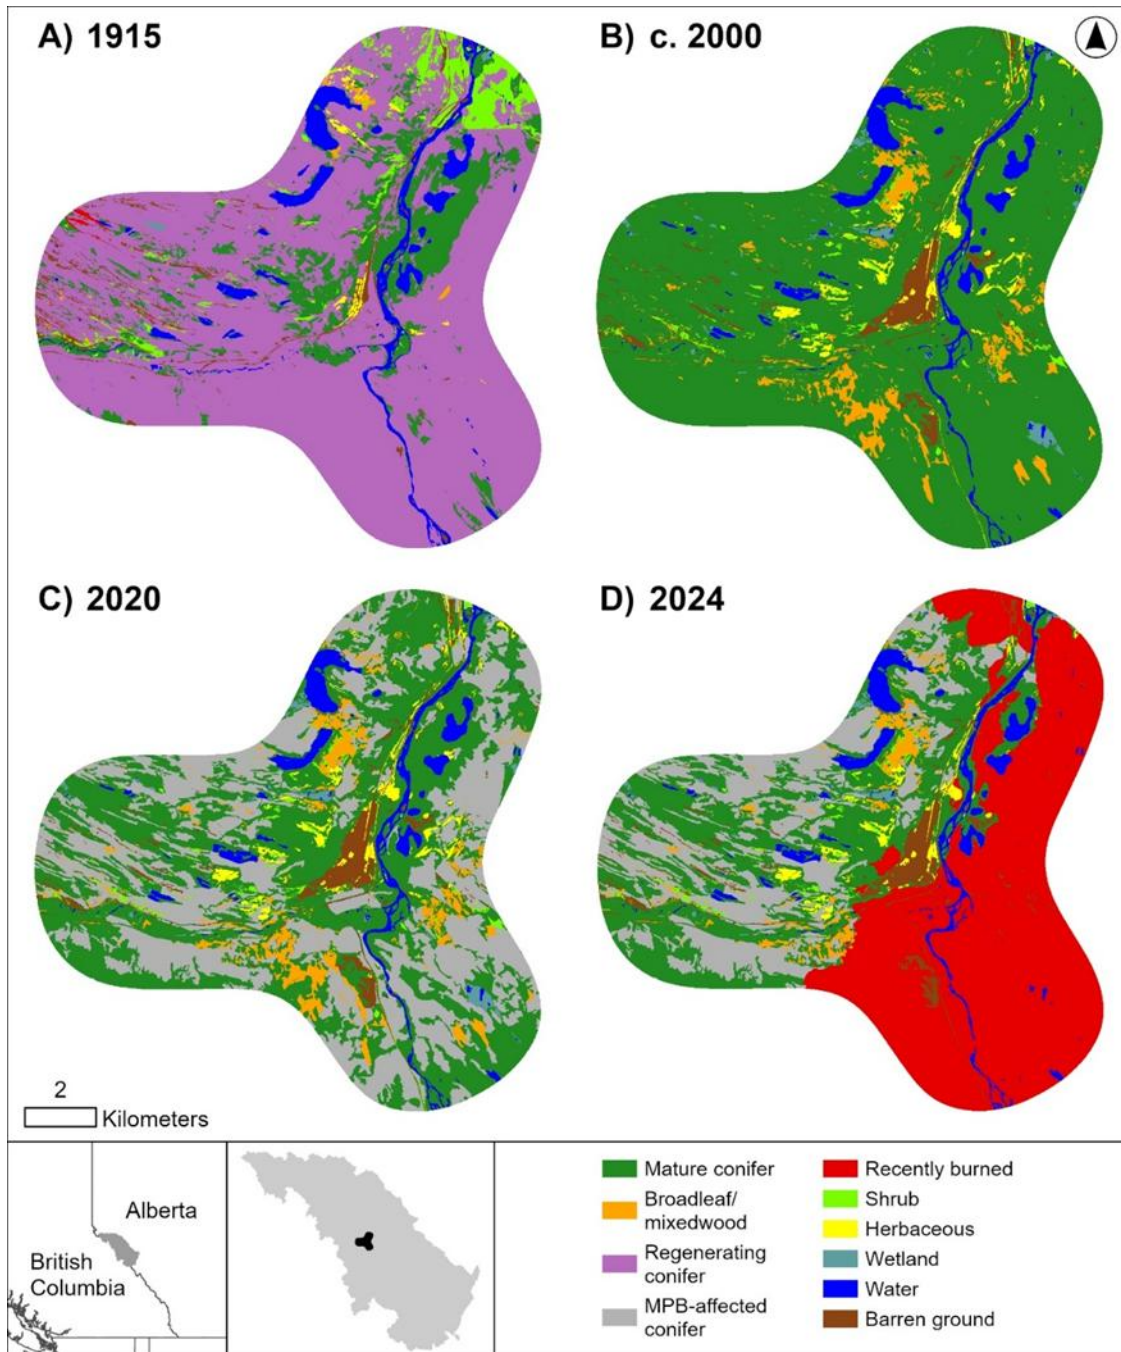 A) 1915
B) c. 2000
C) 2020
D) 2024
2
Kilometers
Alberta
British
Columbia
Mature conifer
Broadleaf/
mixedwood
Regenerating
conifer
MPB-affected
conifer
Recently burned
Shrub
Herbaceous
Wetland
Water
Barren ground